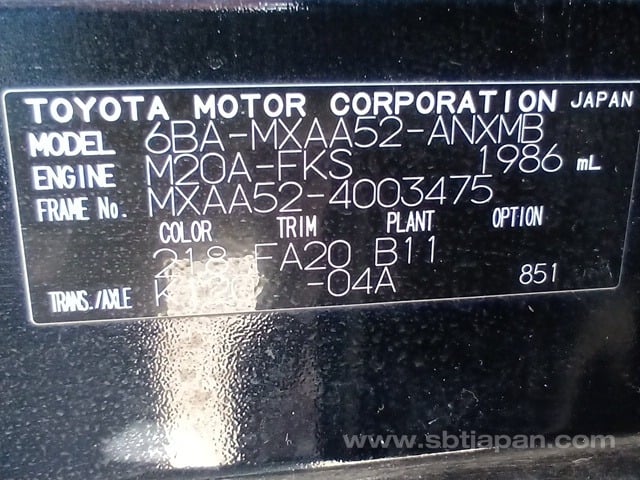 TOYOTA MOTOR CORPORATION JAPAN
MODEL 6BA-MXAA52-ANXMB
ENGINE M20A-FKS 1986 mL
FRAME No. MXAA52-4003475
COLOR TRIM PLANT OPTION
218 FA20 B11
TRANS./AXLE -04A 851
www.sbtjapan.com